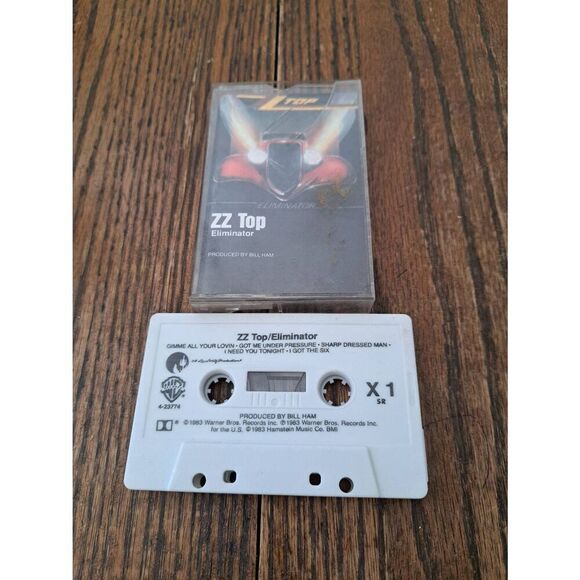 ZZ TOP
ELIMINATOR
ZZ Top
Eliminator
PRODUCED BY BILL HAM
ZZ Top/Eliminator
GIMME ALL YOUR LOVIN • GOT ME UNDER PRESSURE • SHARP DRESSED MAN •
I NEED YOU TONIGHT • I GOT THE SIX
4-23774
X 1
SR
PRODUCED BY BILL HAM
©1983 Warner Bros. Records Inc. ℗1983 Warner Bros. Records Inc.
for the U.S. ©1983 Hamstein Music Co. BMI